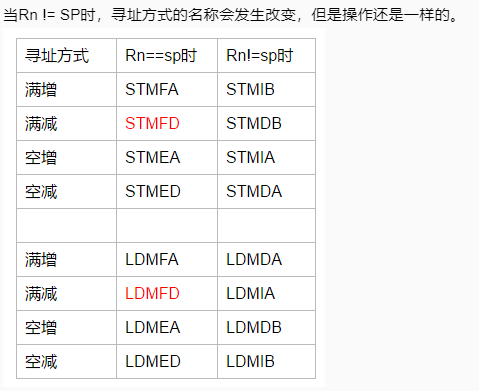 当Rn != SP时，寻址方式的名称会发生改变，但是操作还是一样的。
寻址方式 Rn==sp时 Rn!=sp时
满增 STMFA STMIB
满减 STMFD STMDB
空增 STMEA STMIA
空减 STMED STMDA
满增 LDMFA LDMDA
满减 LDMFD LDMIA
空增 LDMEA LDMDB
空减 LDMED LDMIB